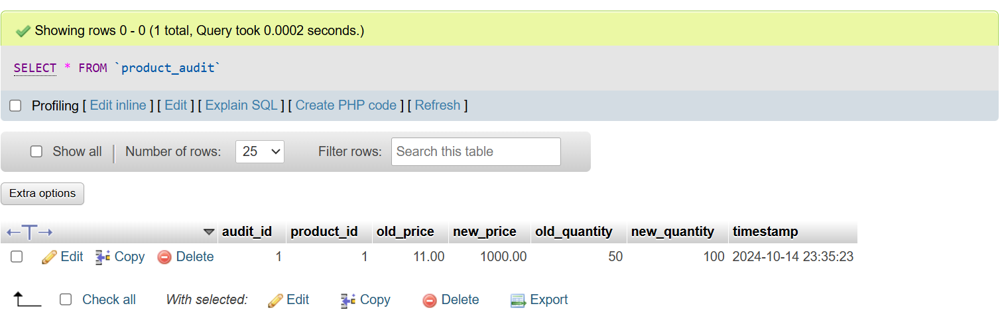 Showing rows 0 - 0 (1 total, Query took 0.0002 seconds.)
SELECT * FROM `product_audit`
Profiling [ Edit inline ] [ Edit ] [ Explain SQL ] [ Create PHP code ] [ Refresh ]
Show all | Number of rows: 25 Filter rows: Search this table
Extra options
←T→ audit_id product_id old_price new_price old_quantity new_quantity timestamp
Edit Copy Delete 1 1 11.00 1000.00 50 100 2024-10-14 23:35:23
Check all With selected: Edit Copy Delete Export